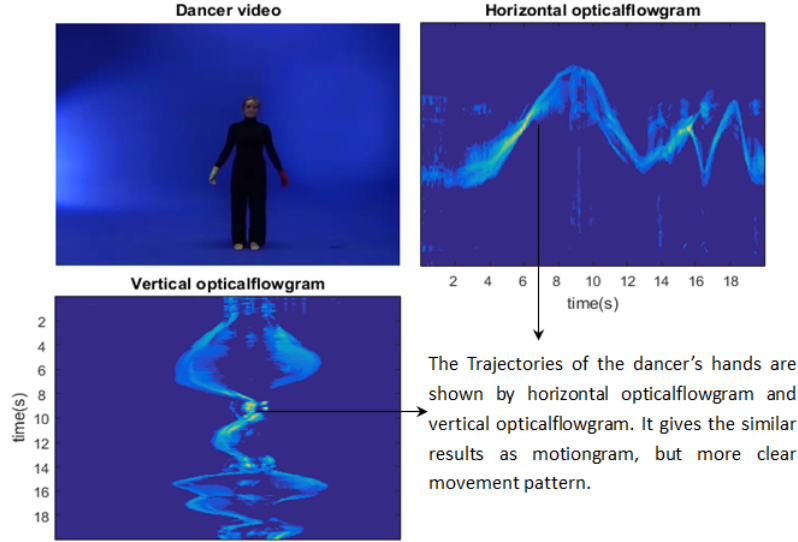 Dancer video
Horizontal opticalflowgram
2 4 6 8 10 12 14 16 18
time(s)
Vertical opticalflowgram
2
4
6
8
10
12
14
16
18
time(s)
The Trajectories of the dancer’s hands are
shown by horizontal opticalflowgram and
vertical opticalflowgram. It gives the similar
results as motiongram, but more clear
movement pattern.